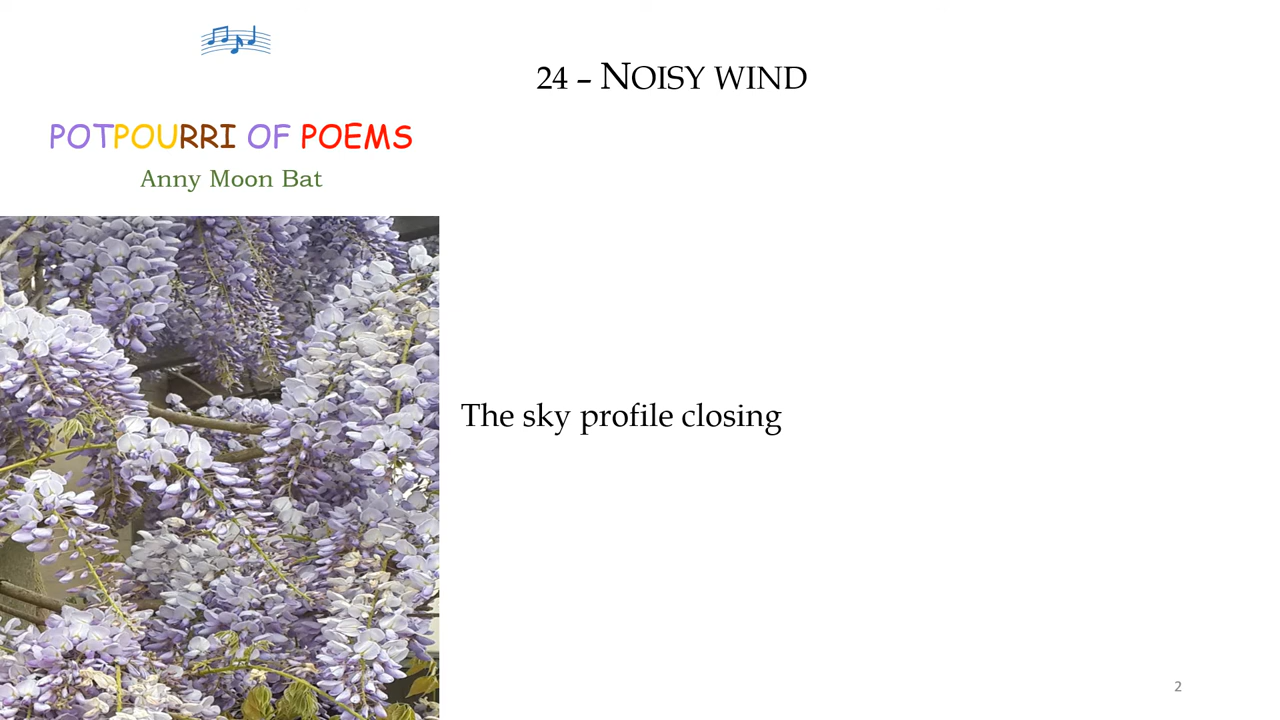 24 – NOISY WIND
POTPOURRI OF POEMS
Anny Moon Bat
The sky profile closing
2